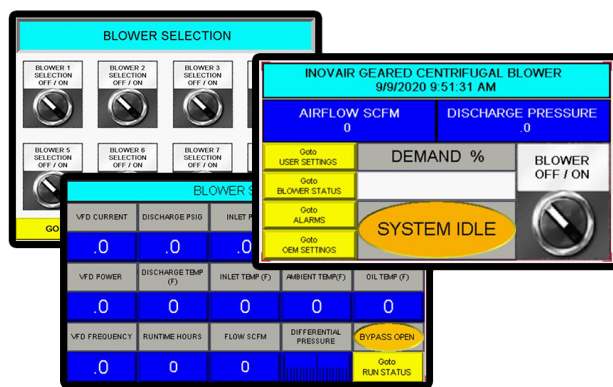 BLOWER SELECTION
BLOWER 1
SELECTION
OFF / ON
BLOWER 2
SELECTION
OFF / ON
BLOWER 3
SELECTION
OFF / ON
BLOWER 5
SELECTION
OFF / ON
BLOWER 6
SELECTION
OFF / ON
BLOWER 7
SELECTION
OFF / ON
GO
INOVAIR GEARED CENTRIFUGAL BLOWER
9/9/2020 9:51:31 AM
AIRFLOW SCFM
0
DISCHARGE PRESSURE
.0
Goto
USER SETTINGS
Goto
BLOWER STATUS
Goto
ALARMS
Goto
OEM SETTINGS
DEMAND %
SYSTEM IDLE
BLOWER
OFF / ON
BLOWER S
VFD CURRENT
DISCHARGE PSIG
INLET P
.0
.0
.0
VFD POWER
DISCHARGE TEMP
(F)
INLET TEMP (F)
AMBIENT TEMP(F)
OIL TEMP (F)
.0
0
0
0
0
VFD FREQUENCY
RUNTIME HOURS
FLOW SCFM
DIFFERENTIAL
PRESSURE
BYPASS OPEN
.0
0
0
Goto
RUN STATUS